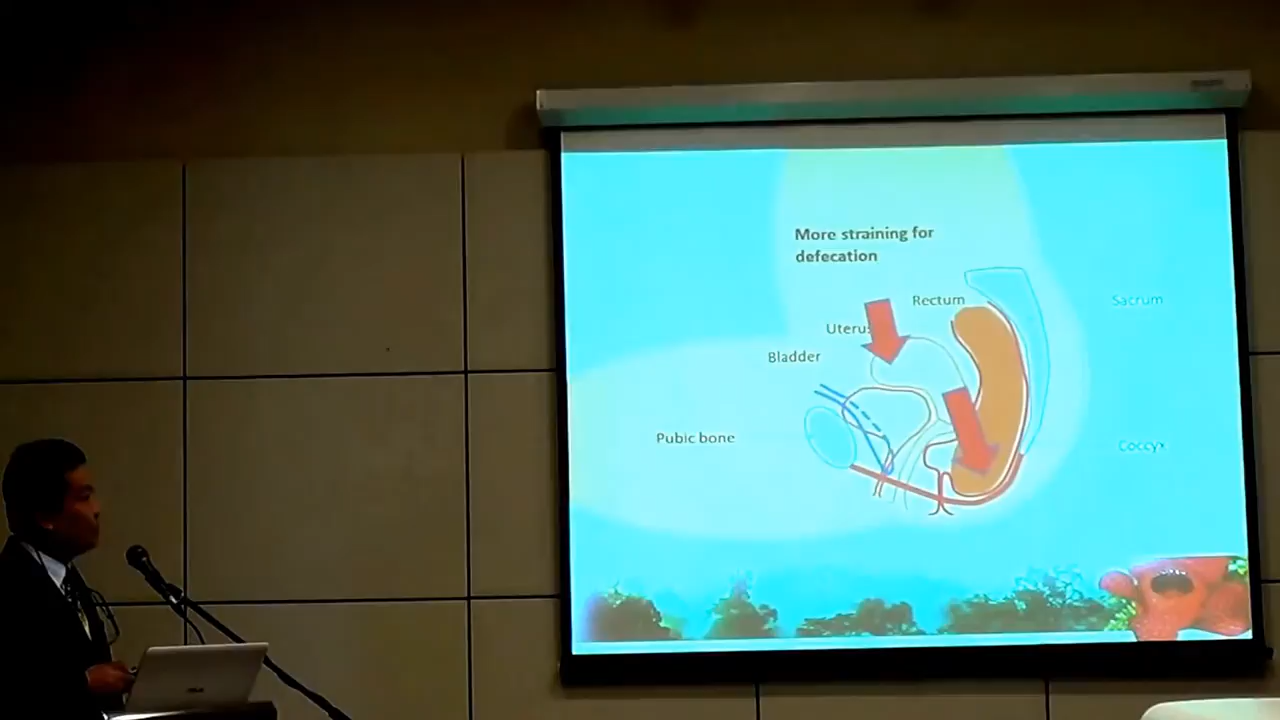 More straining for
defecation
Rectum
Sacrum
Uterus
Bladder
Pubic bone
Coccyx